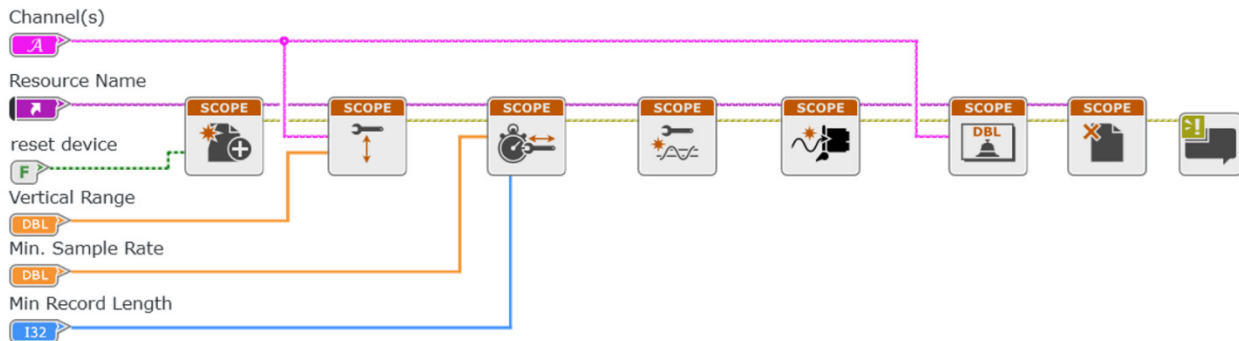 Channel(s)
A
Resource Name
SCOPE SCOPE SCOPE SCOPE SCOPE SCOPE SCOPE
DBL
reset device
F
Vertical Range
DBL
Min. Sample Rate
DBL
Min Record Length
I32